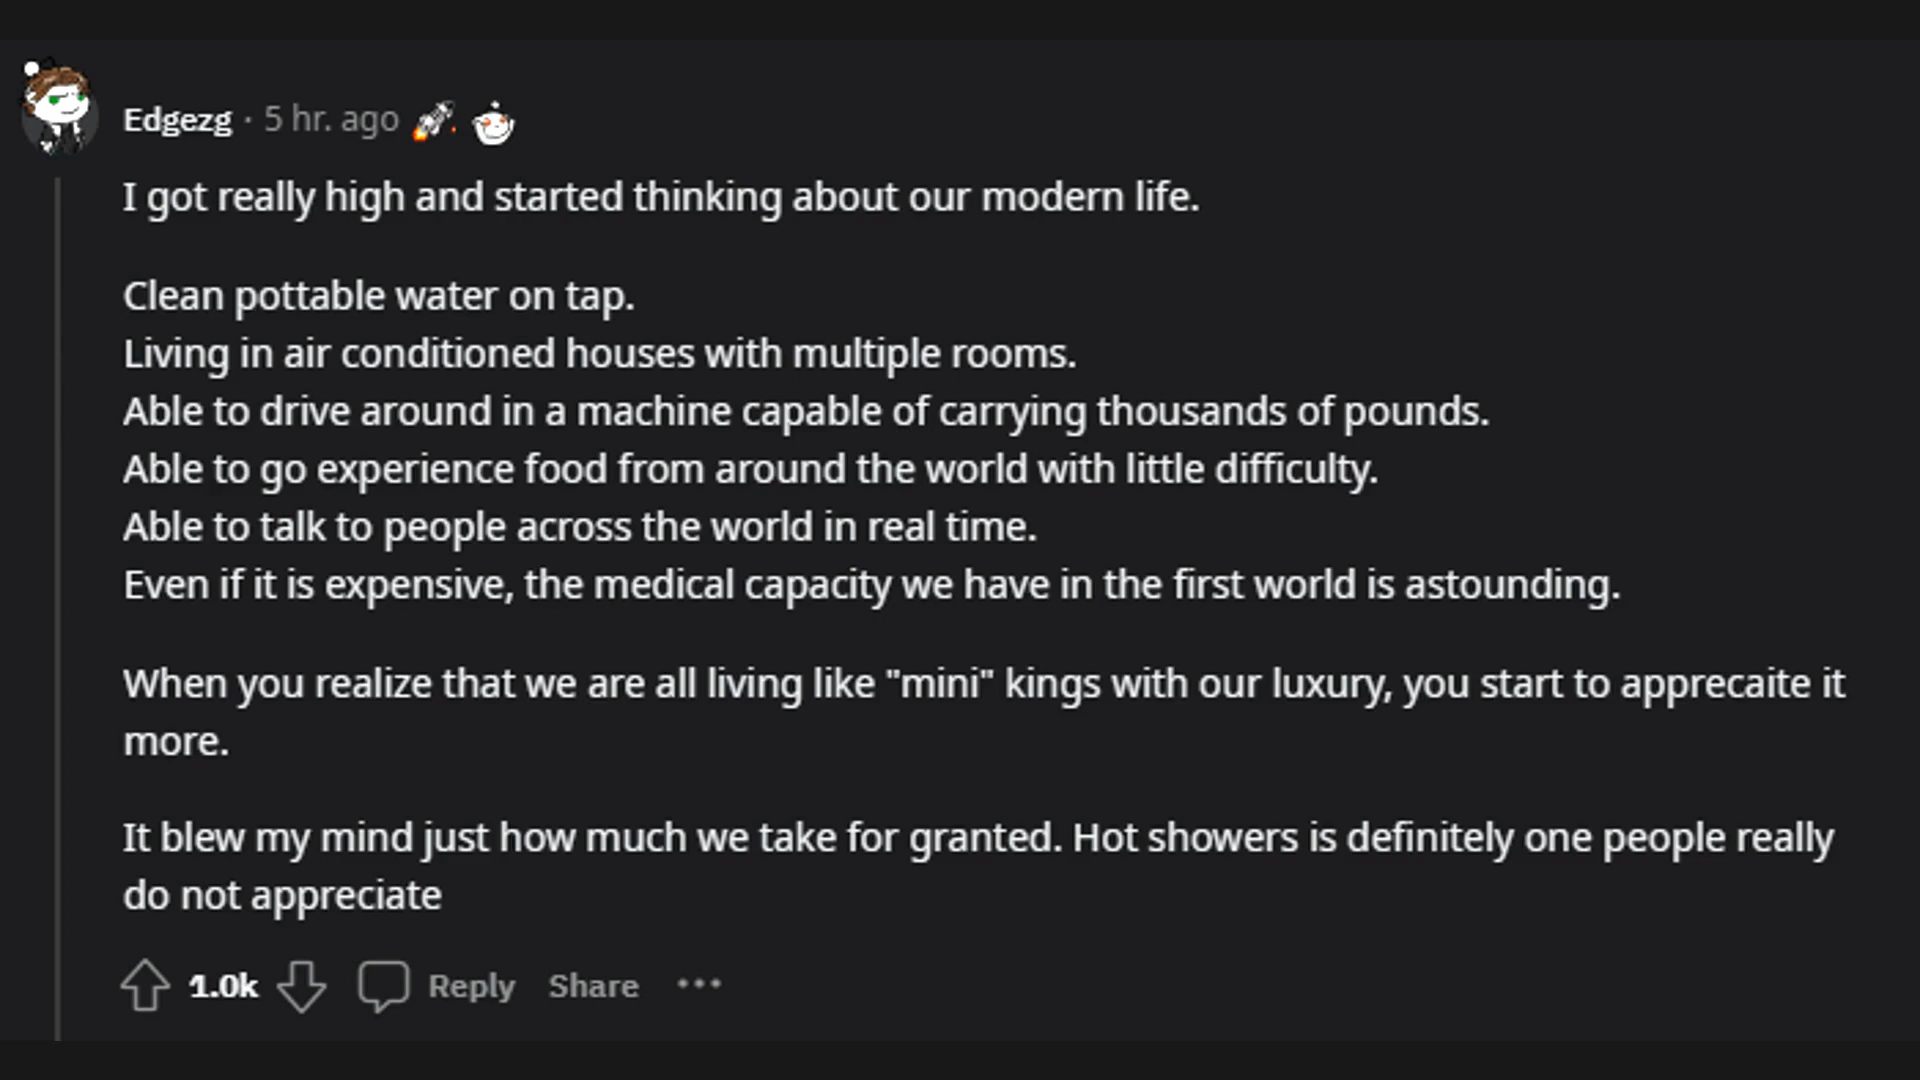 Edgezg · 5 hr. ago
I got really high and started thinking about our modern life.
Clean pottable water on tap.
Living in air conditioned houses with multiple rooms.
Able to drive around in a machine capable of carrying thousands of pounds.
Able to go experience food from around the world with little difficulty.
Able to talk to people across the world in real time.
Even if it is expensive, the medical capacity we have in the first world is astounding.
When you realize that we are all living like "mini" kings with our luxury, you start to apprecaite it
more.
It blew my mind just how much we take for granted. Hot showers is definitely one people really
do not appreciate
1.0k Reply Share ···